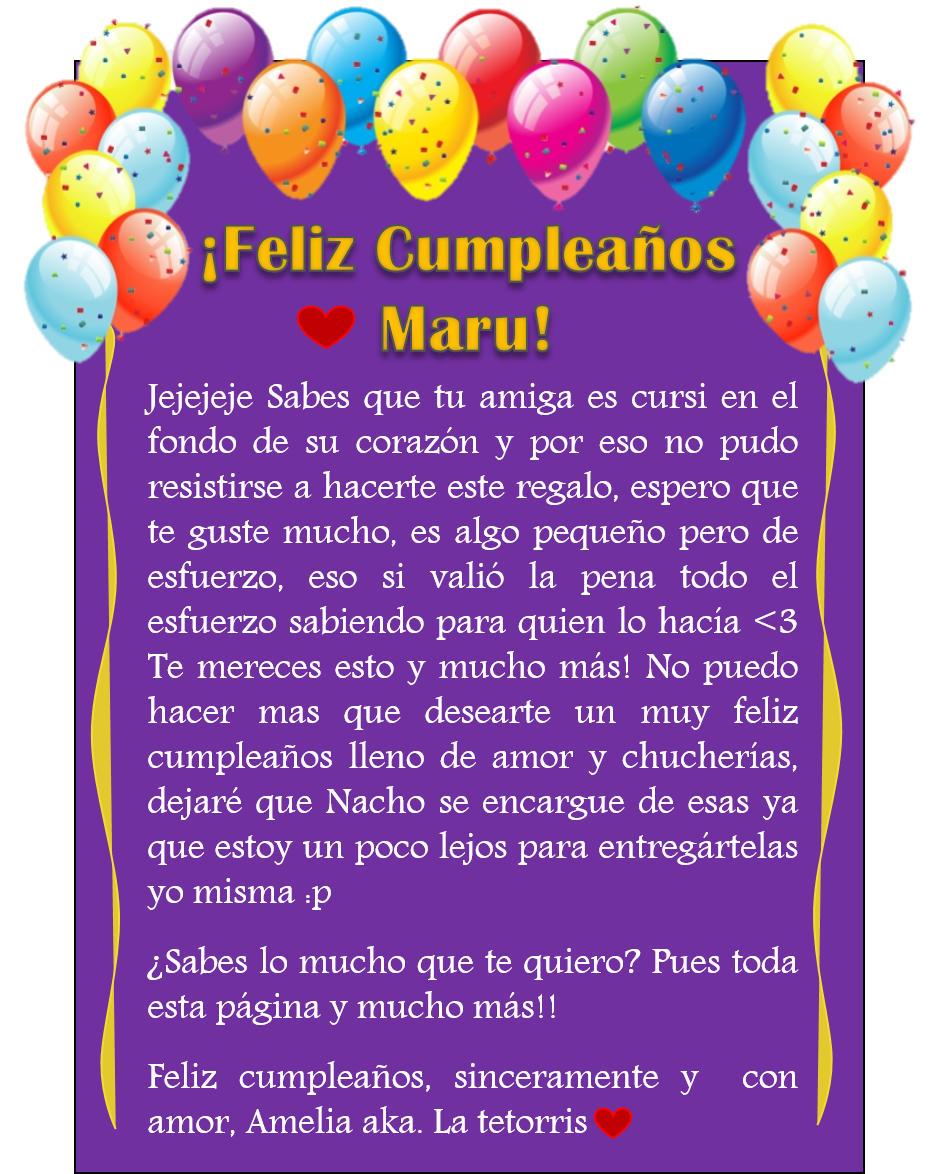 ¡Feliz Cumpleaños
Maru!
Jejejeje Sabes que tu amiga es cursi en el
fondo de su corazón y por eso no pudo
resistirse a hacerte este regalo, espero que
te guste mucho, es algo pequeño pero de
esfuerzo, eso si valió la pena todo el
esfuerzo sabiendo para quien lo hacía <3
Te mereces esto y mucho más! No puedo
hacer mas que desearte un muy feliz
cumpleaños lleno de amor y chucherías,
dejaré que Nacho se encargue de esas ya
que estoy un poco lejos para entregártelas
yo misma :p
¿Sabes lo mucho que te quiero? Pues toda
esta página y mucho más!!
Feliz cumpleaños, sinceramente y con
amor, Amelia aka. La tetorris